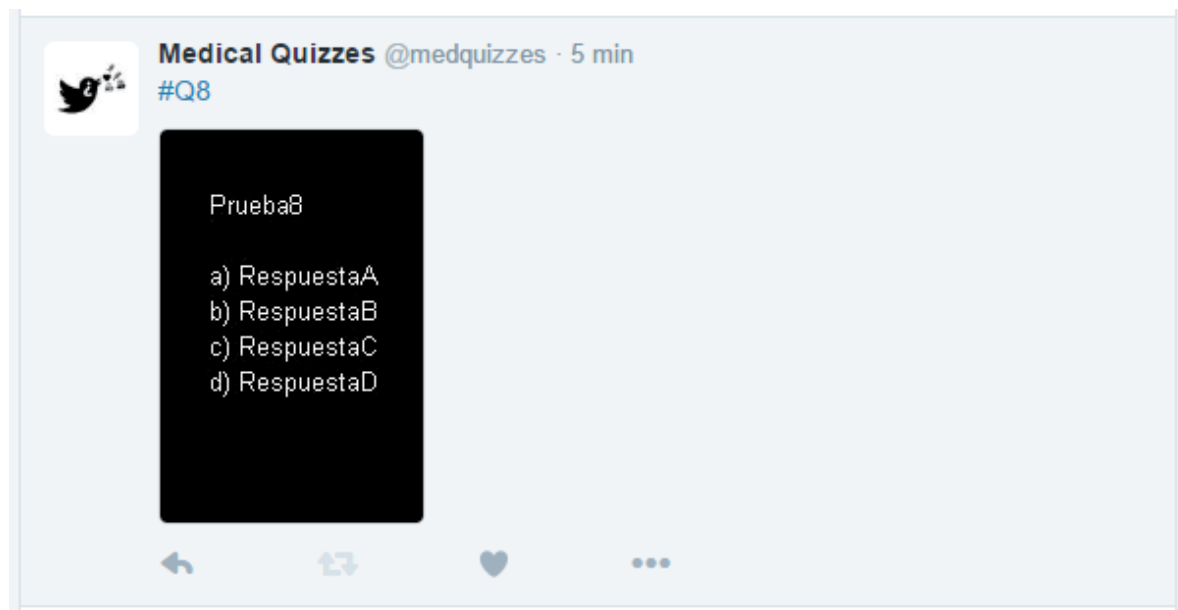 Medical Quizzes @medquizzes · 5 min
#Q8
Prueba8
a) RespuestaA
b) RespuestaB
c) RespuestaC
d) RespuestaD